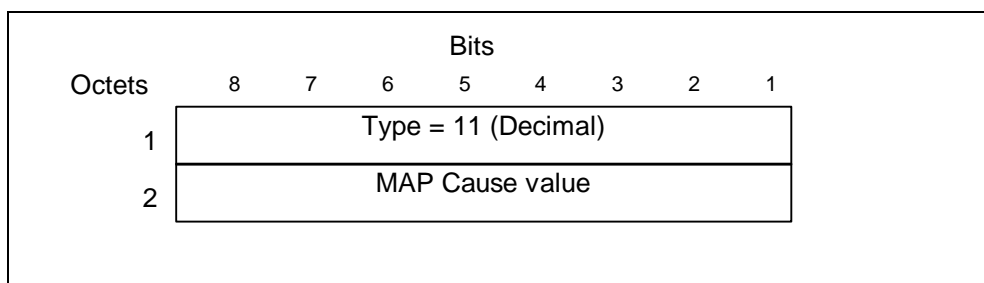 Bits
Octets 8 7 6 5 4 3 2 1
1 Type = 11 (Decimal)
2 MAP Cause value